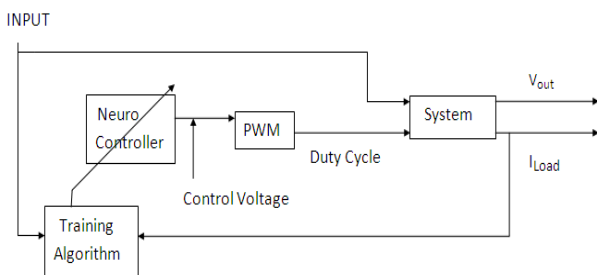 INPUT
Vout
Neuro
Controller
PWM
System
Duty Cycle
ILoad
Control Voltage
Training
Algorithm